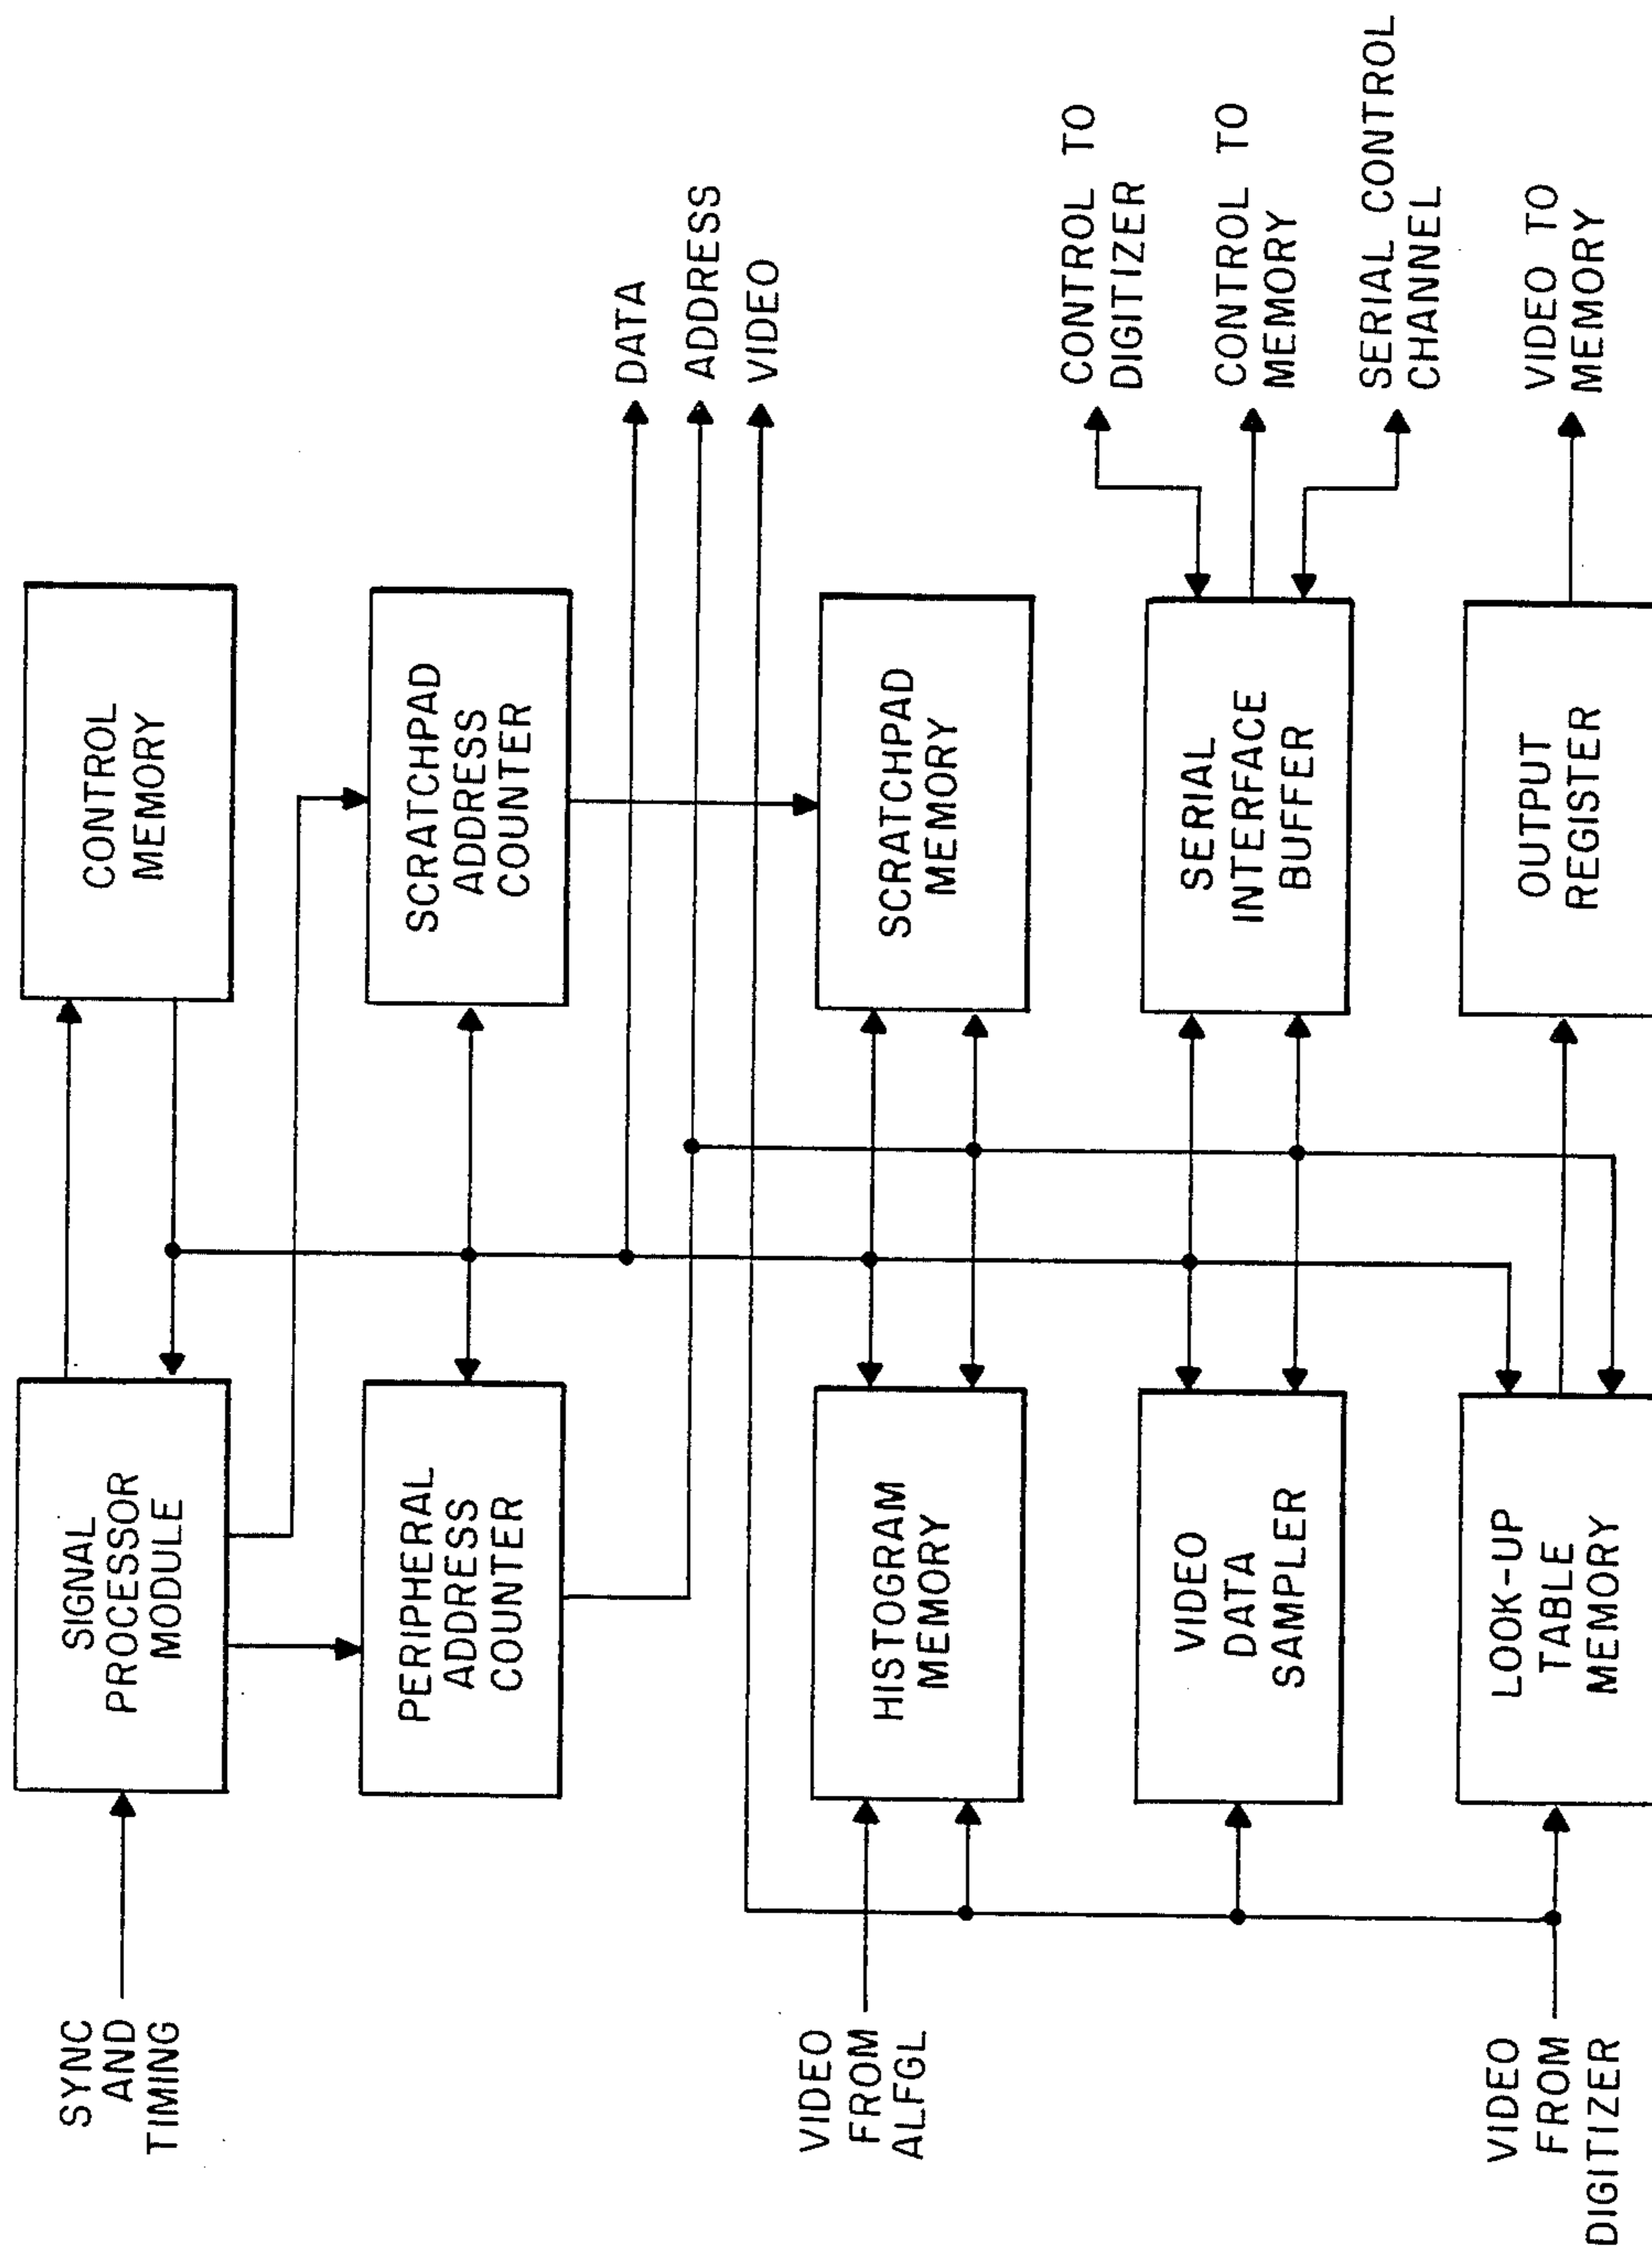 SYNC
AND
TIMING
SIGNAL
PROCESSOR
MODULE
CONTROL
MEMORY
PERIPHERAL
ADDRESS
COUNTER
SCRATCHPAD
ADDRESS
COUNTER
DATA
ADDRESS
VIDEO
VIDEO
FROM
ALFGL
HISTOGRAM
MEMORY
SCRATCHPAD
MEMORY
VIDEO
DATA
SAMPLER
SERIAL
INTERFACE
BUFFER
CONTROL TO
DIGITIZER
CONTROL TO
MEMORY
SERIAL CONTROL
CHANNEL
VIDEO
FROM
DIGITIZER
LOOK-UP
TABLE
MEMORY
OUTPUT
REGISTER
VIDEO TO
MEMORY